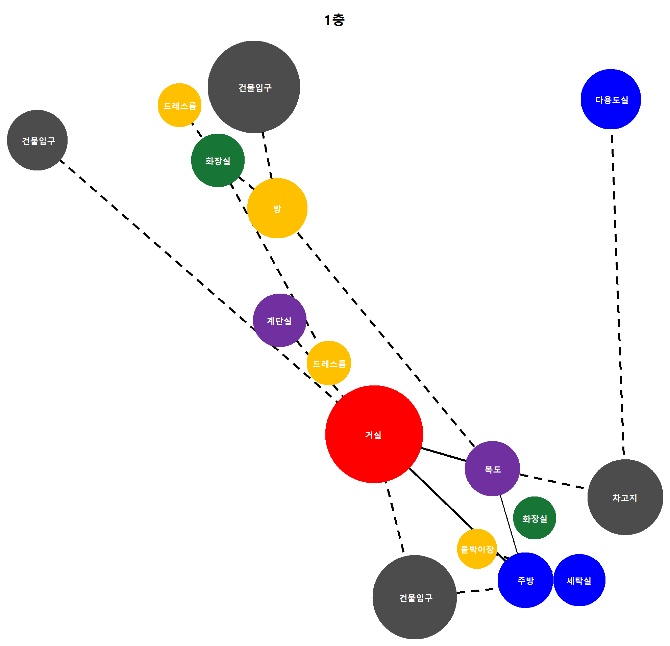 1층
건물입구
드레스룸
다용도실
건물입구
화장실
방
계단실
드레스룸
거실
복도
차고지
화장실
붙박이장
주방
세탁실
건물입구